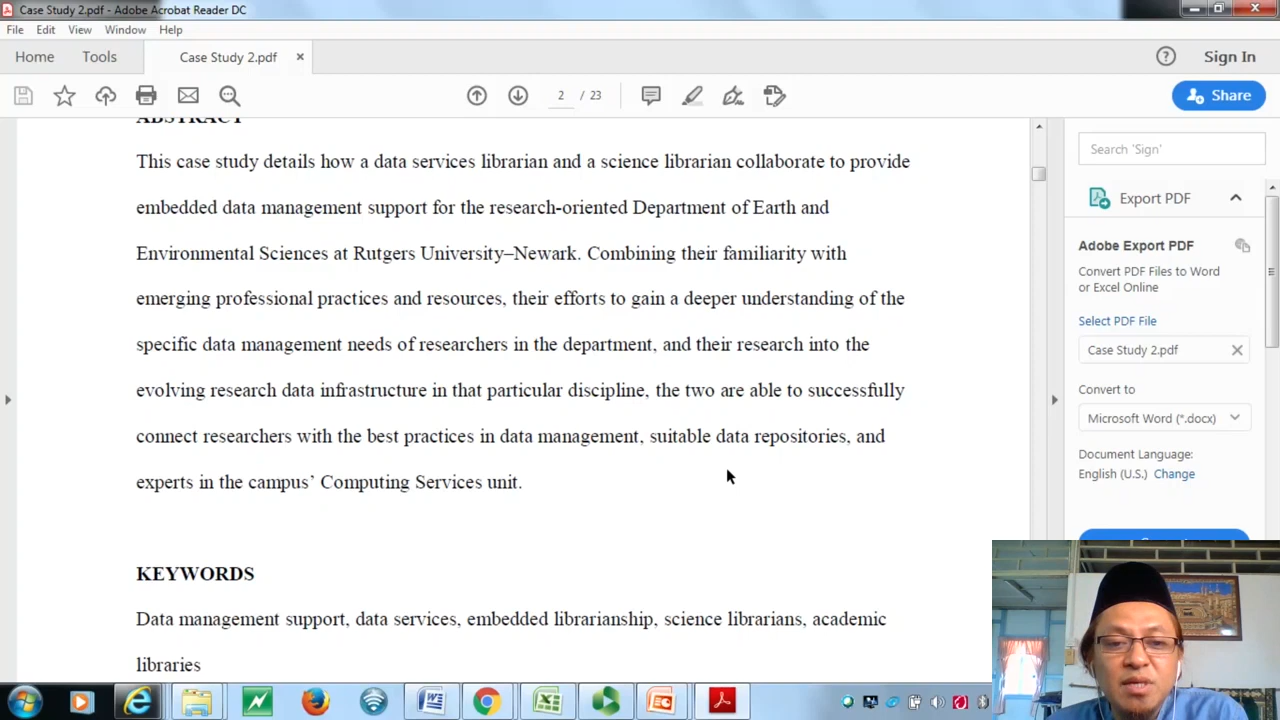 Case Study 2.pdf - Adobe Acrobat Reader DC
File Edit View Window Help
Home Tools Case Study 2.pdf × Sign In
2 / 23 Share
ABSTRACT
This case study details how a data services librarian and a science librarian collaborate to provide
embedded data management support for the research-oriented Department of Earth and
Environmental Sciences at Rutgers University–Newark. Combining their familiarity with
emerging professional practices and resources, their efforts to gain a deeper understanding of the
specific data management needs of researchers in the department, and their research into the
evolving research data infrastructure in that particular discipline, the two are able to successfully
connect researchers with the best practices in data management, suitable data repositories, and
experts in the campus’ Computing Services unit.
KEYWORDS
Data management support, data services, embedded librarianship, science librarians, academic
libraries
Search 'Sign'
Export PDF
Adobe Export PDF
Convert PDF Files to Word
or Excel Online
Select PDF File
Case Study 2.pdf
Convert to
Microsoft Word (*.docx)
Document Language:
English (U.S.) Change